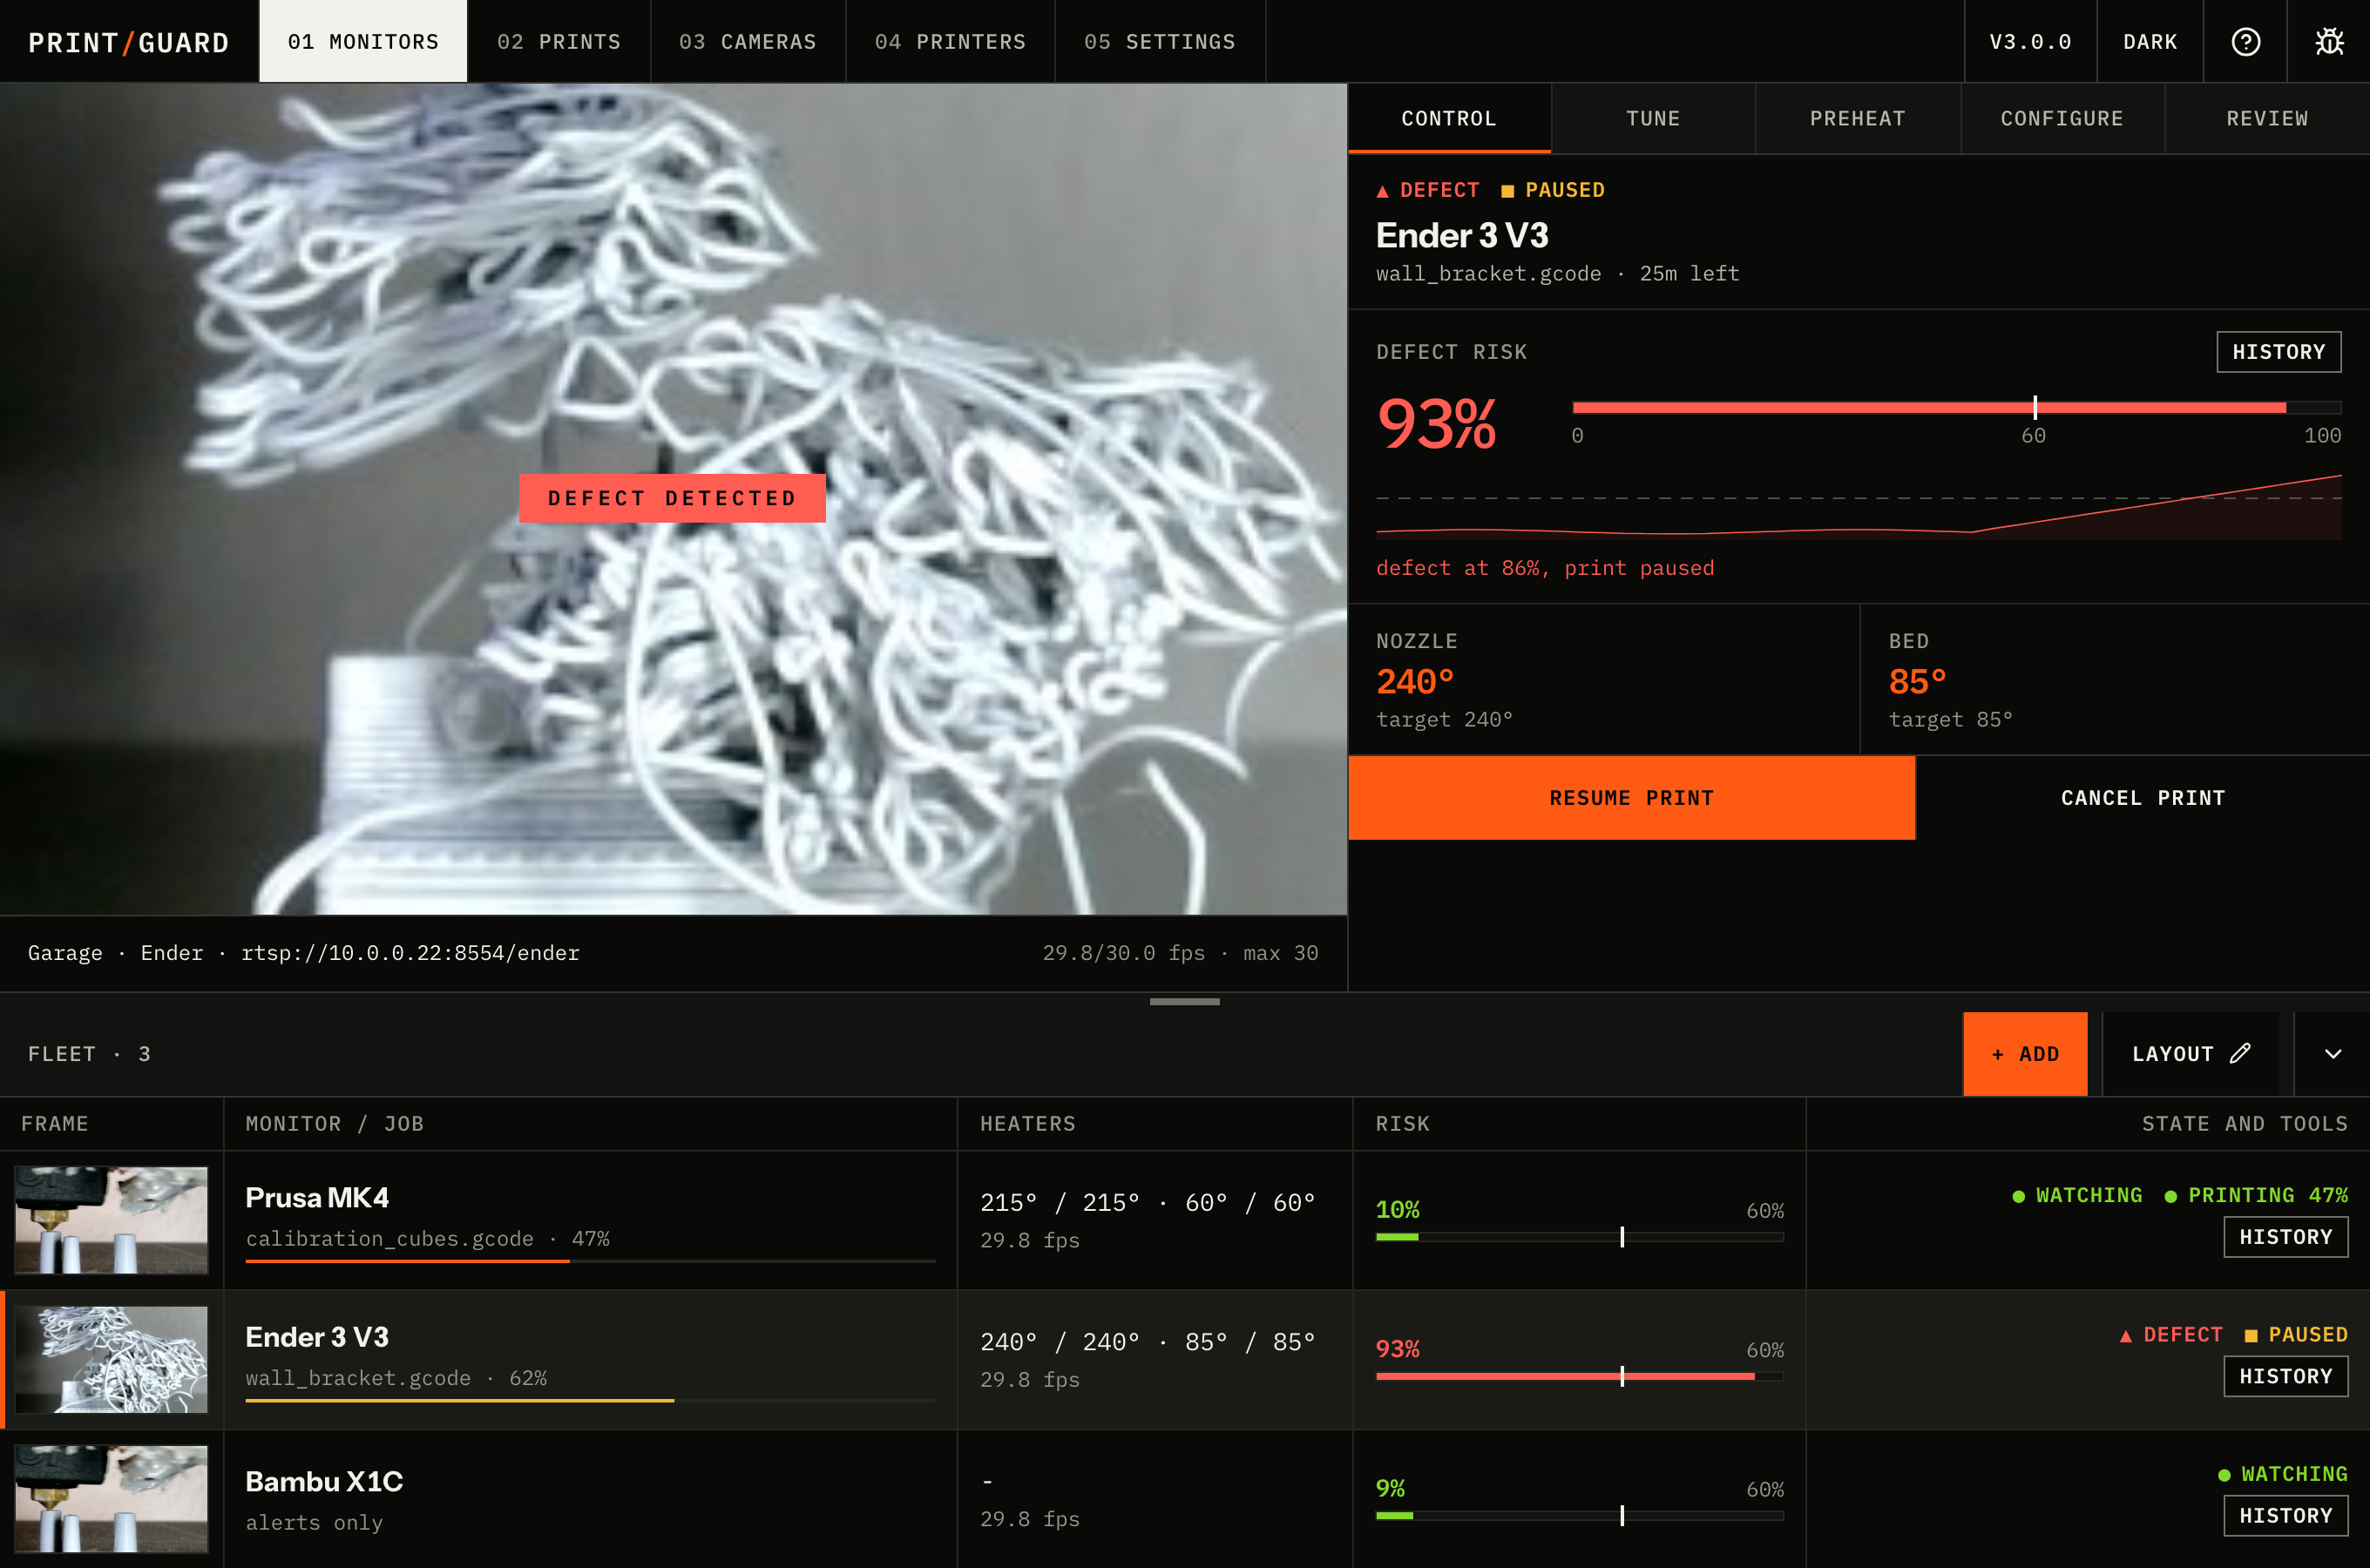 PRINT/GUARD 01 MONITORS 02 PRINTS 03 CAMERAS 04 PRINTERS 05 SETTINGS V3.0.0 DARK
CONTROL TUNE PREHEAT CONFIGURE REVIEW
▲ DEFECT ■ PAUSED
Ender 3 V3
wall_bracket.gcode · 25m left
DEFECT RISK HISTORY
93%
0 60 100
DEFECT DETECTED
defect at 86%, print paused
NOZZLE BED
240° 85°
target 240° target 85°
RESUME PRINT CANCEL PRINT
Garage · Ender · rtsp://10.0.0.22:8554/ender 29.8/30.0 fps · max 30
FLEET · 3 + ADD LAYOUT
FRAME MONITOR / JOB HEATERS RISK STATE AND TOOLS
Prusa MK4 215° / 215° · 60° / 60° 10% 60% ● WATCHING ● PRINTING 47%
calibration_cubes.gcode · 47% 29.8 fps HISTORY
Ender 3 V3 240° / 240° · 85° / 85° 93% 60% ▲ DEFECT ■ PAUSED
wall_bracket.gcode · 62% 29.8 fps HISTORY
Bambu X1C - 9% 60% ● WATCHING
alerts only 29.8 fps HISTORY